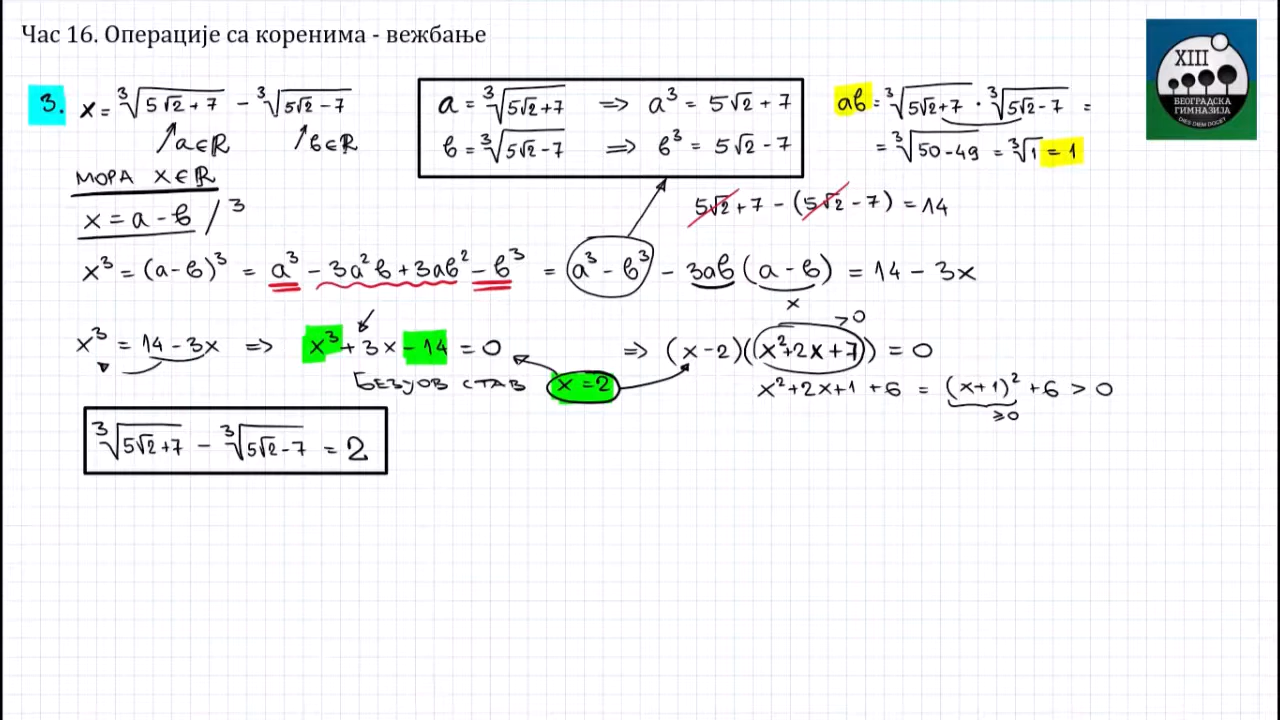 Час 16. Операције са коренима - вежбање
XIII
БЕОГРАДСКА
ГИМНАЗИЈА
DIES DIEM DOCET
3. x = ∛(5√2 + 7) − ∛(5√2 − 7)
a∈ℝ b∈ℝ
МОРА x∈ℝ
x = a − b /³
a = ∛(5√2+7) ⇒ a³ = 5√2 + 7
b = ∛(5√2−7) ⇒ b³ = 5√2 − 7
ab = ∛(5√2+7) · ∛(5√2−7) =
= ∛(50−49) = ∛1 = 1
5√2 + 7 − (5√2 − 7) = 14
x³ = (a−b)³ = a³ − 3a²b + 3ab² − b³ = a³ − b³ − 3ab (a − b) = 14 − 3x
x
x³ = 14 − 3x ⇒ x³ + 3x − 14 = 0 ⇒ (x−2)((x²+2x+7)) = 0
>0
БЕЗУОВ СТАВ x = 2
x²+2x+1 + 6 = (x+1)² + 6 > 0
≥0
∛(5√2+7) − ∛(5√2−7) = 2